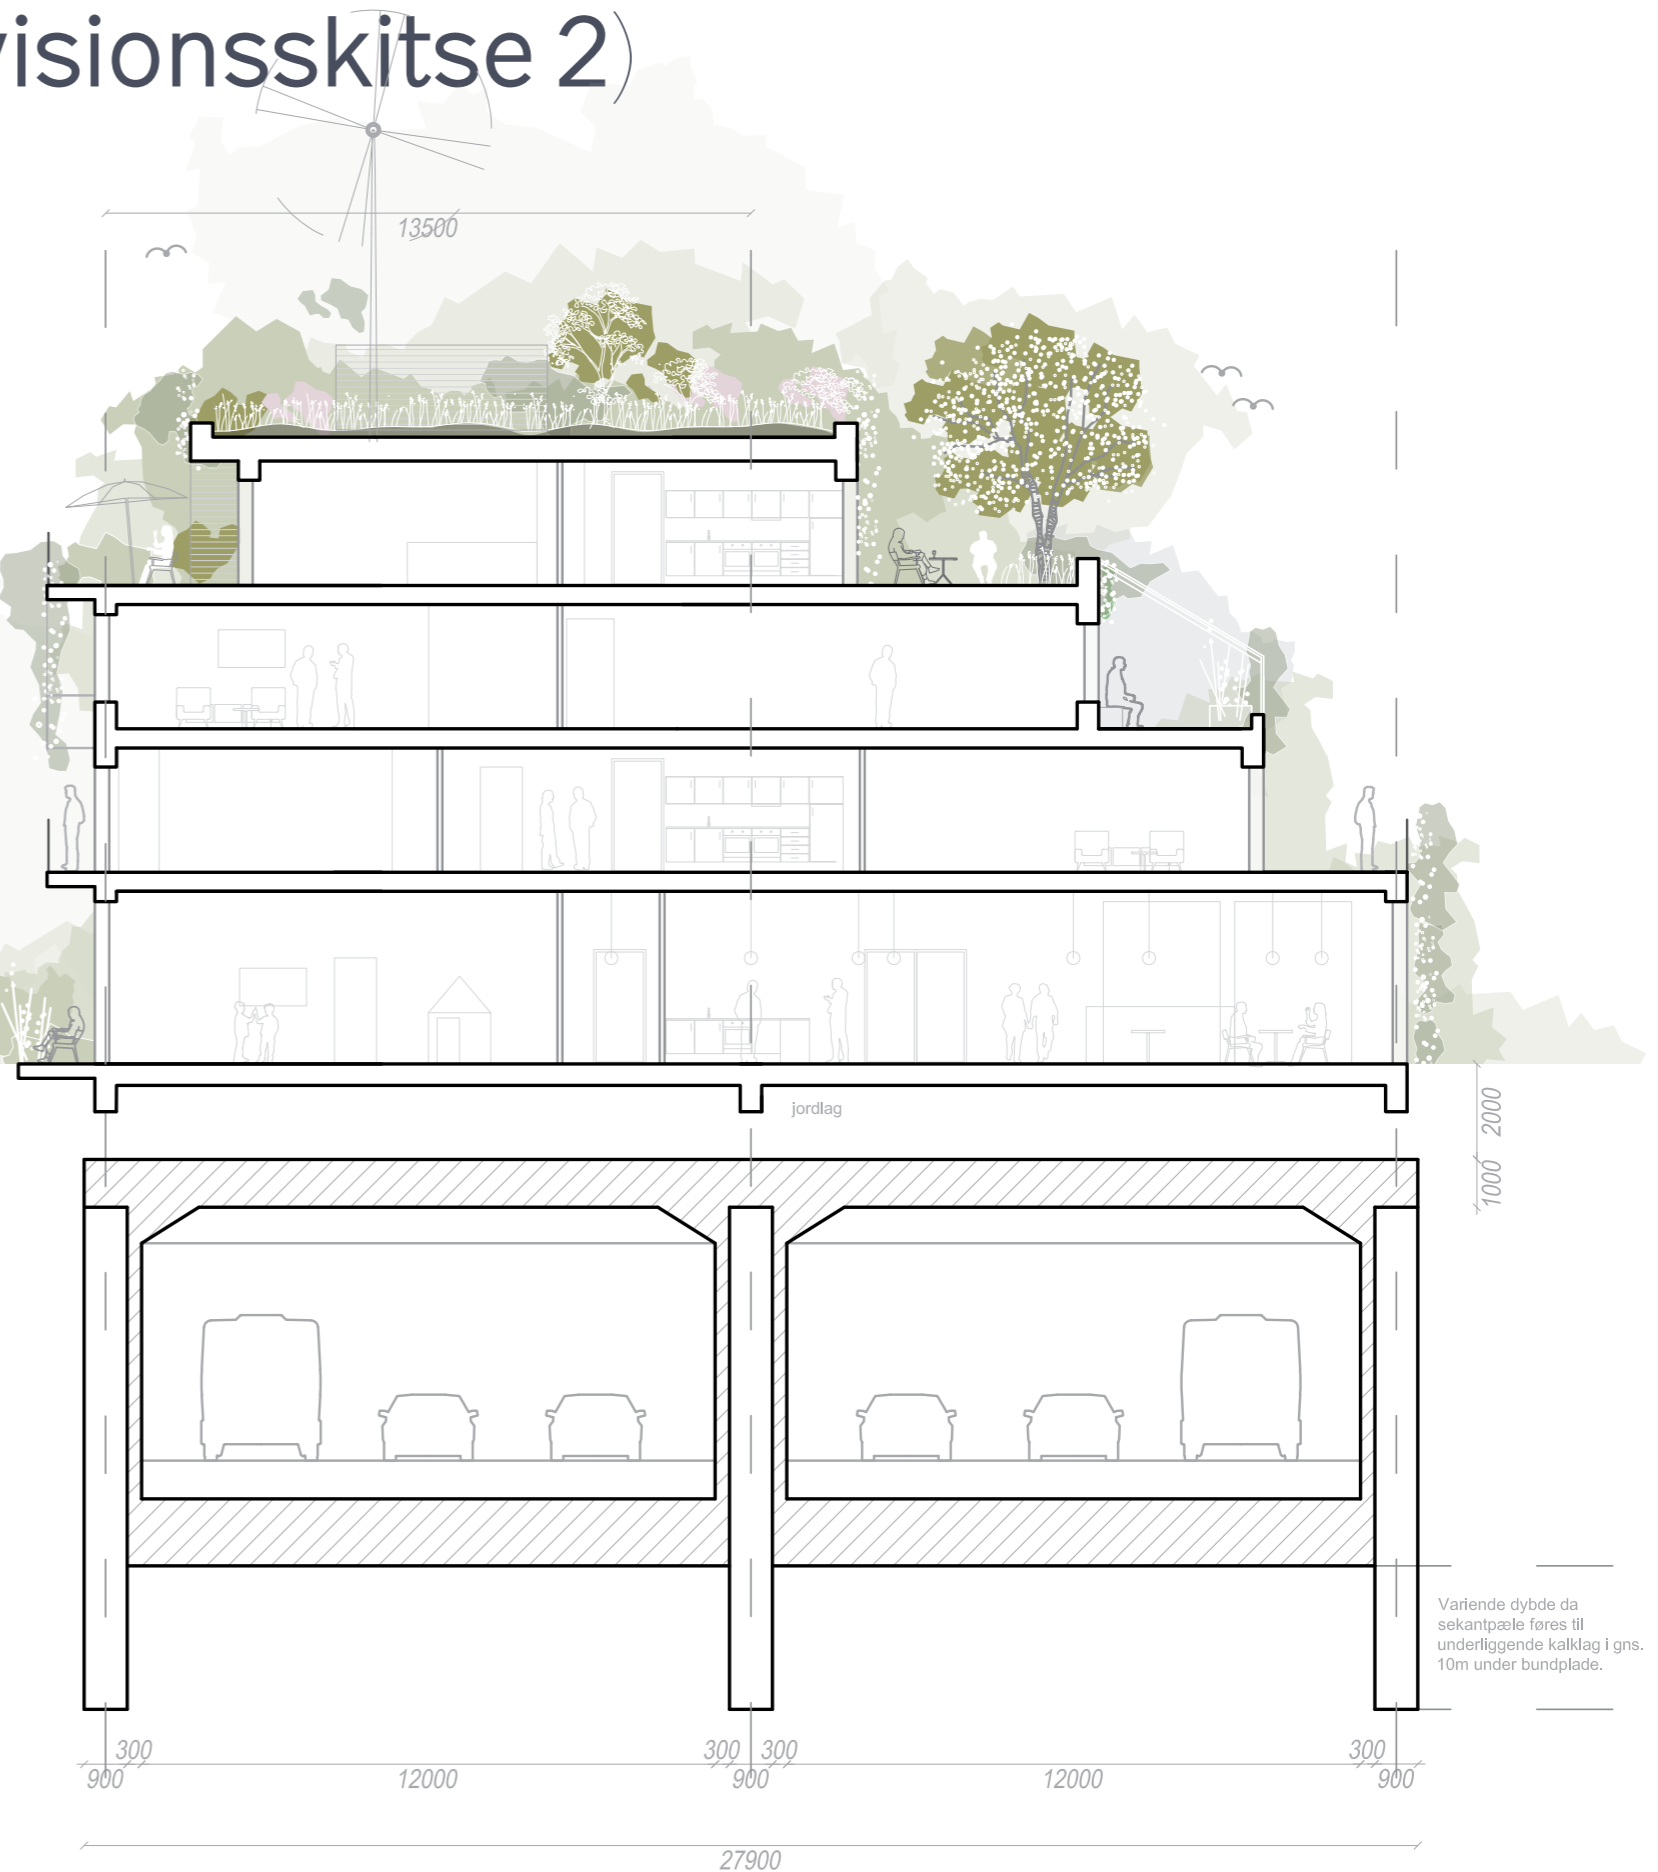 visionsskitse 2)
13500
jordlag
2000
1000
Variende dybde da
sekantpæle føres til
underliggende kalklag i gns.
10m under bundplade.
300 300 300 300
900 12000 900 12000 900
27900